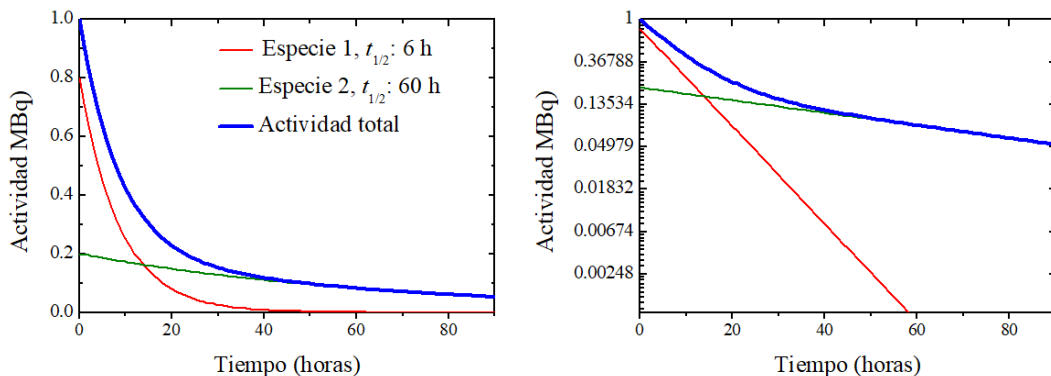 Actividad MBq
1.0
0.8
0.6
0.4
0.2
0.0
Especie 1, t1/2: 6 h
Especie 2, t1/2: 60 h
Actividad total
0 20 40 60 80
Tiempo (horas)
Actividad MBq
1
0.36788
0.13534
0.04979
0.01832
0.00674
0.00248
0 20 40 60 80
Tiempo (horas)